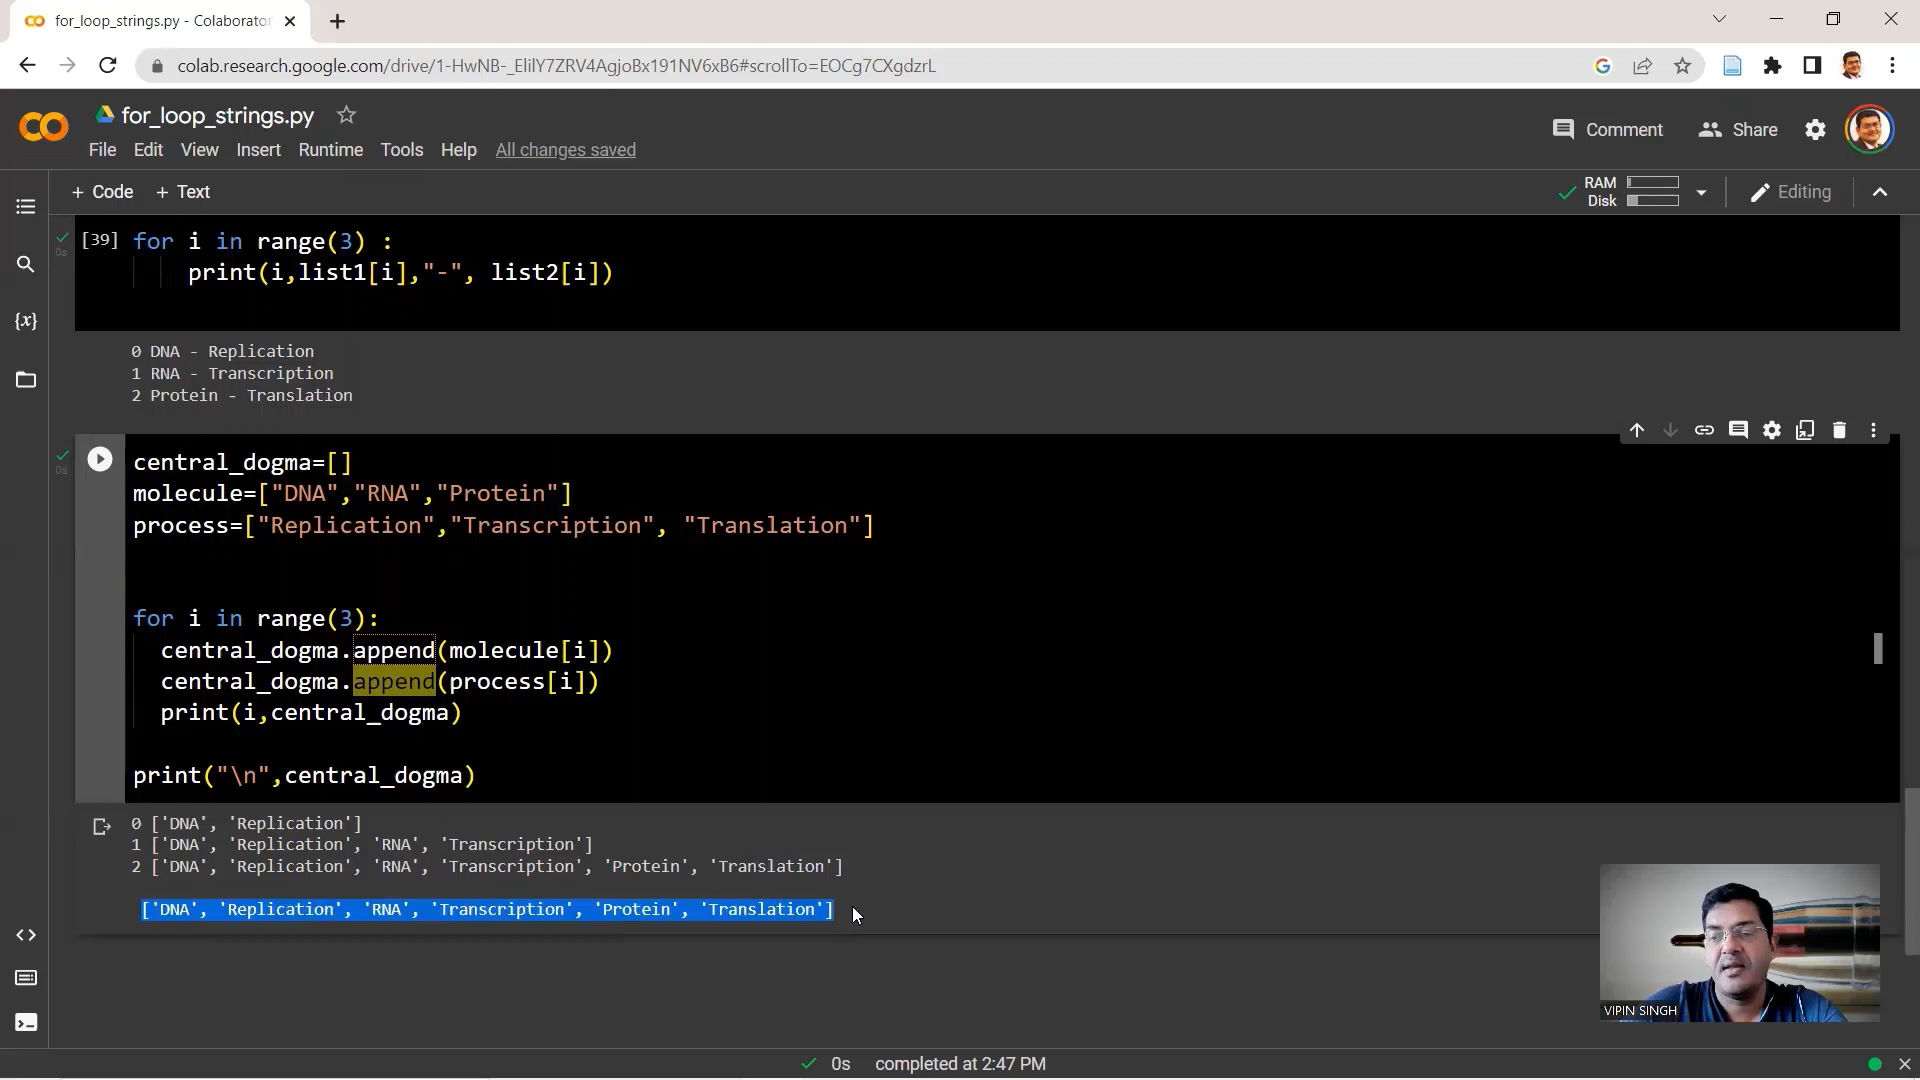 for_loop_strings.py - Colaborator
colab.research.google.com/drive/1-HwNB-_ElilY7ZRV4AgjoBx191NV6xB6#scrollTo=EOCg7CXgdzrL
for_loop_strings.py
File Edit View Insert Runtime Tools Help All changes saved
Comment Share
+ Code + Text
RAM
Disk
Editing
[39] for i in range(3) :
print(i,list1[i],"-", list2[i])
0s
0 DNA - Replication
1 RNA - Transcription
2 Protein - Translation
central_dogma=[]
0s
molecule=["DNA","RNA","Protein"]
process=["Replication","Transcription", "Translation"]
for i in range(3):
central_dogma.append(molecule[i])
central_dogma.append(process[i])
print(i,central_dogma)
print("\n",central_dogma)
0 ['DNA', 'Replication']
1 ['DNA', 'Replication', 'RNA', 'Transcription']
2 ['DNA', 'Replication', 'RNA', 'Transcription', 'Protein', 'Translation']
['DNA', 'Replication', 'RNA', 'Transcription', 'Protein', 'Translation']
VIPIN SINGH
0s completed at 2:47 PM